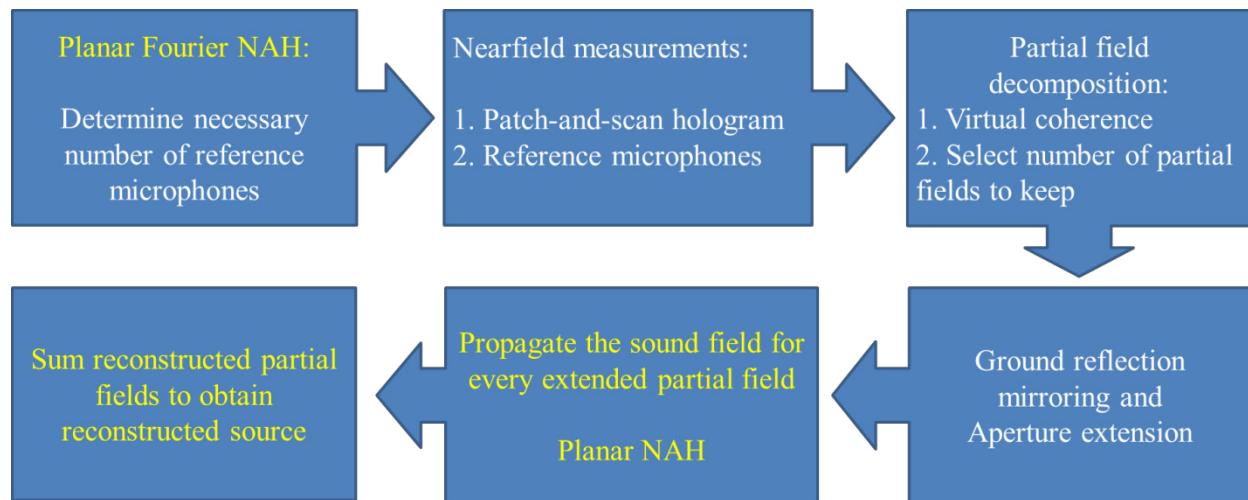 Planar Fourier NAH:
Determine necessary
number of reference
microphones
Nearfield measurements:
1. Patch-and-scan hologram
2. Reference microphones
Partial field
decomposition:
1. Virtual coherence
2. Select number of partial
fields to keep
Ground reflection
mirroring and
Aperture extension
Propagate the sound field for
every extended partial field
Planar NAH
Sum reconstructed partial
fields to obtain
reconstructed source